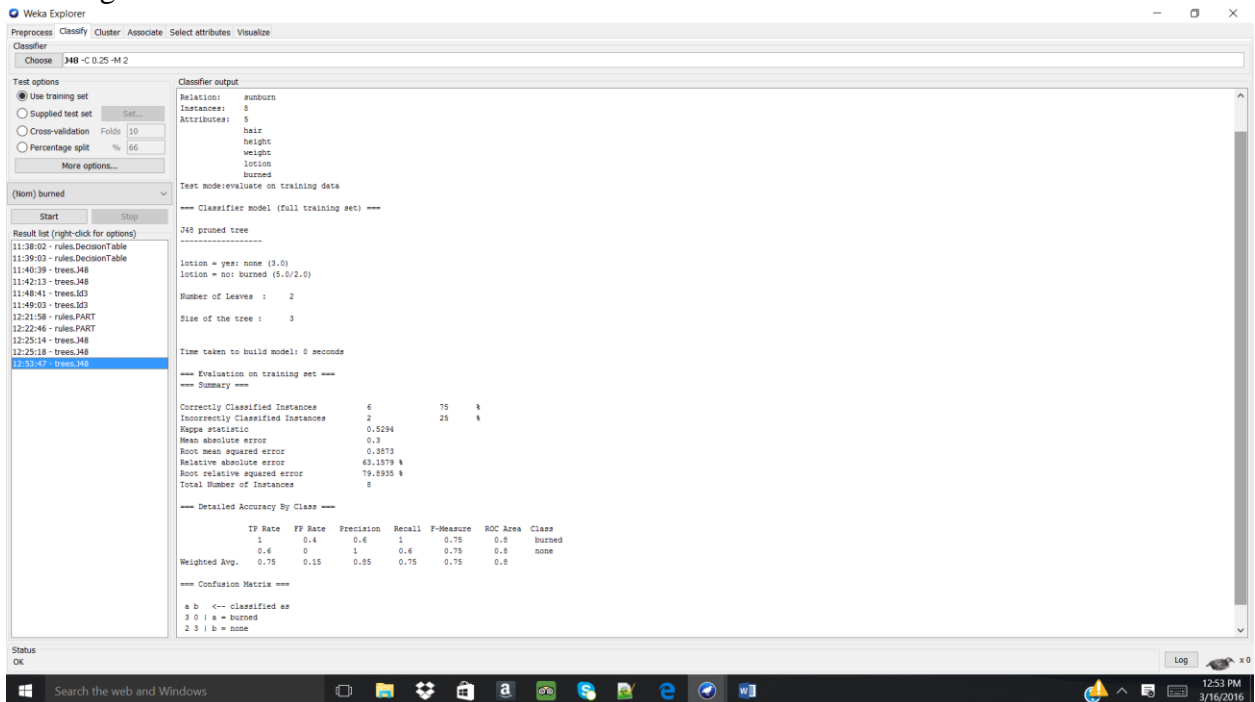 Weka Explorer
Preprocess Classify Cluster Associate Select attributes Visualize
Classifier
Choose J48 -C 0.25 -M 2
Test options
Use training set
Supplied test set Set...
Cross-validation Folds 10
Percentage split % 66
More options...
(Nom) burned
Start Stop
Result list (right-click for options)
11:38:02 - rules.DecisionTable
11:39:03 - rules.DecisionTable
11:40:39 - trees.J48
11:42:13 - trees.J48
11:48:41 - trees.Id3
11:49:03 - trees.Id3
12:21:58 - rules.PART
12:22:46 - rules.PART
12:25:14 - trees.J48
12:25:18 - trees.J48
12:53:47 - trees.J48
Classifier output
Relation: sunburn
Instances: 8
Attributes: 5
hair
height
weight
lotion
burned
Test mode:evaluate on training data
=== Classifier model (full training set) ===
J48 pruned tree
------------------
lotion = yes: none (3.0)
lotion = no: burned (5.0/2.0)
Number of Leaves : 2
Size of the tree : 3
Time taken to build model: 0 seconds
=== Evaluation on training set ===
=== Summary ===
Correctly Classified Instances 6 75 %
Incorrectly Classified Instances 2 25 %
Kappa statistic 0.5294
Mean absolute error 0.3
Root mean squared error 0.3873
Relative absolute error 63.1579 %
Root relative squared error 79.8935 %
Total Number of Instances 8
=== Detailed Accuracy By Class ===
TP Rate FP Rate Precision Recall F-Measure ROC Area Class
1 0.4 0.6 1 0.75 0.8 burned
0.6 0 1 0.6 0.75 0.8 none
Weighted Avg. 0.75 0.15 0.85 0.75 0.75 0.8
=== Confusion Matrix ===
a b <-- classified as
3 0 | a = burned
2 3 | b = none
Status
OK
Log x 0
Search the web and Windows
12:53 PM
3/16/2016